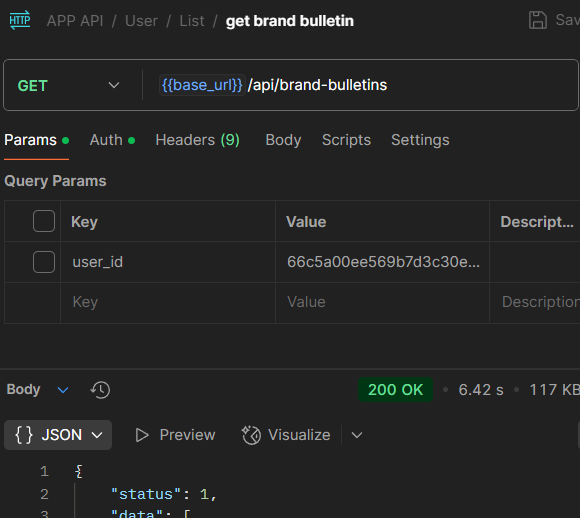 HTTP APP API / User / List / get brand bulletin Sav
GET {{base_url}} /api/brand-bulletins
Params Auth Headers (9) Body Scripts Settings
Query Params
Key Value Descript...
user_id 66c5a00ee569b7d3c30e...
Key Value Description
Body 200 OK • 6.42 s • 117 KB
{ } JSON Preview Visualize
1 {
2 "status": 1,
3 "data": [